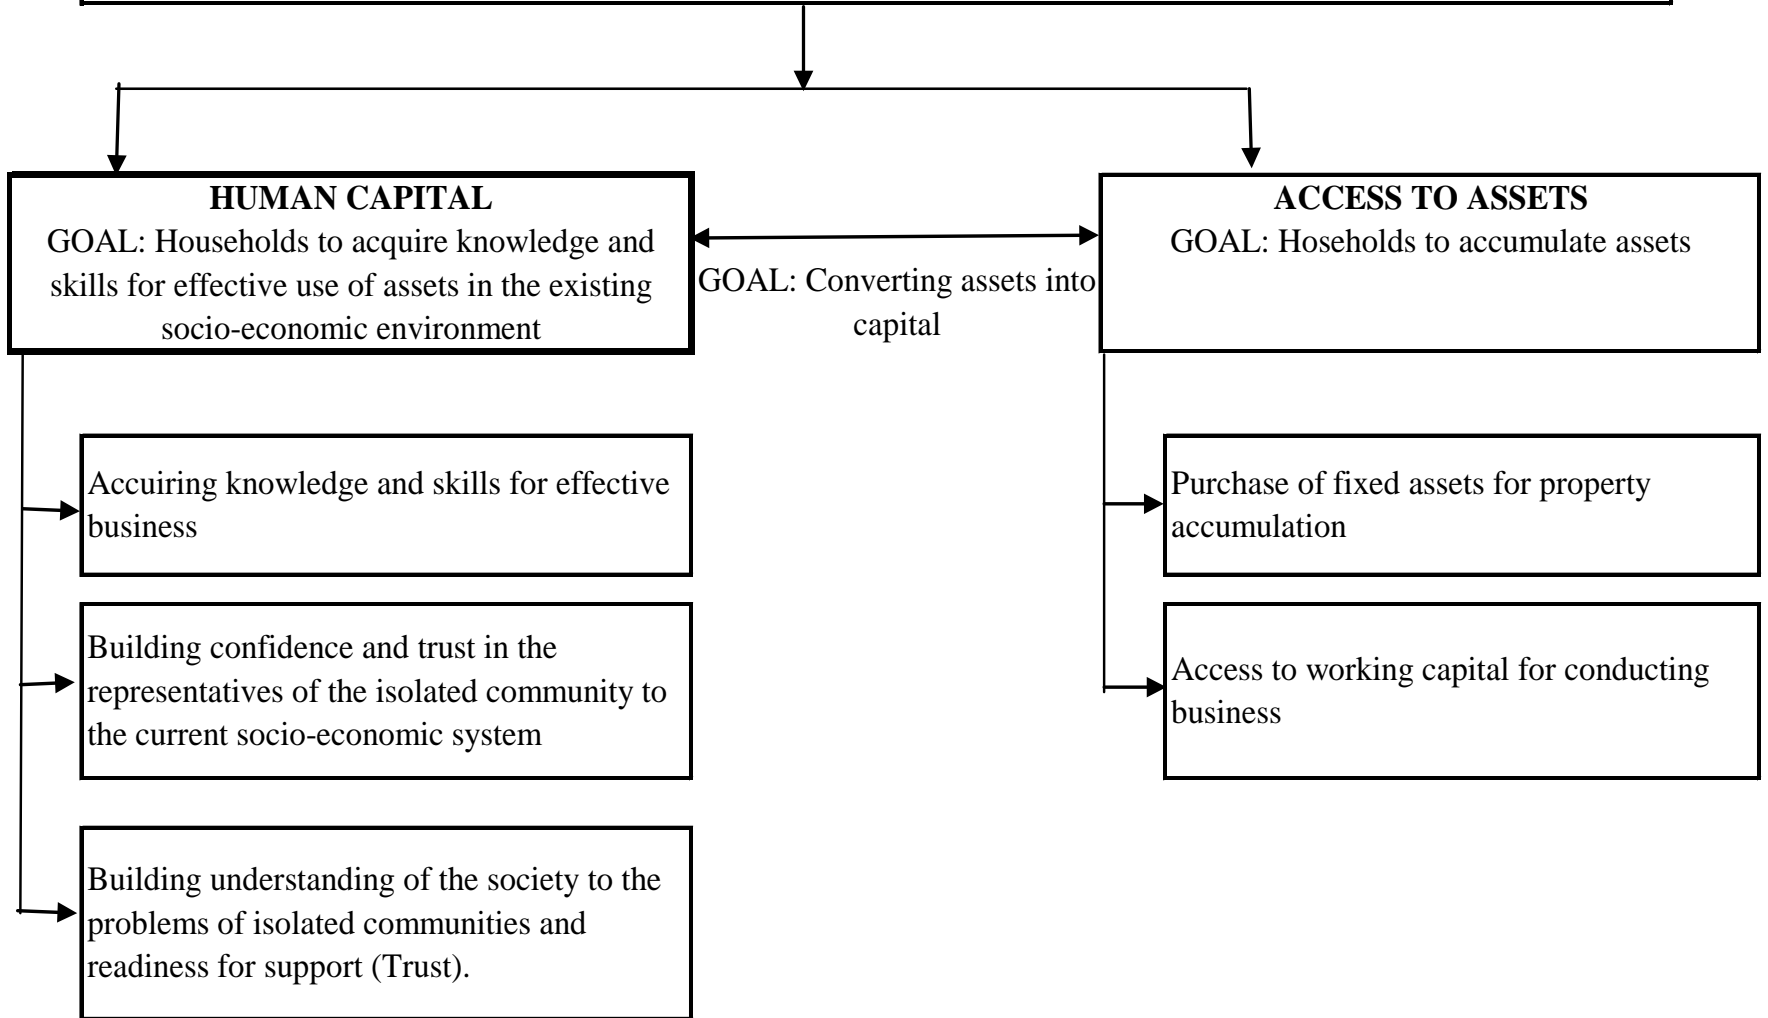 HUMAN CAPITAL
GOAL: Households to acquire knowledge and
skills for effective use of assets in the existing
socio-economic environment
GOAL: Converting assets into
capital
ACCESS TO ASSETS
GOAL: Hoseholds to accumulate assets
Accuiring knowledge and skills for effective
business
Building confidence and trust in the
representatives of the isolated community to
the current socio-economic system
Building understanding of the society to the
problems of isolated communities and
readiness for support (Trust).
Purchase of fixed assets for property
accumulation
Access to working capital for conducting
business